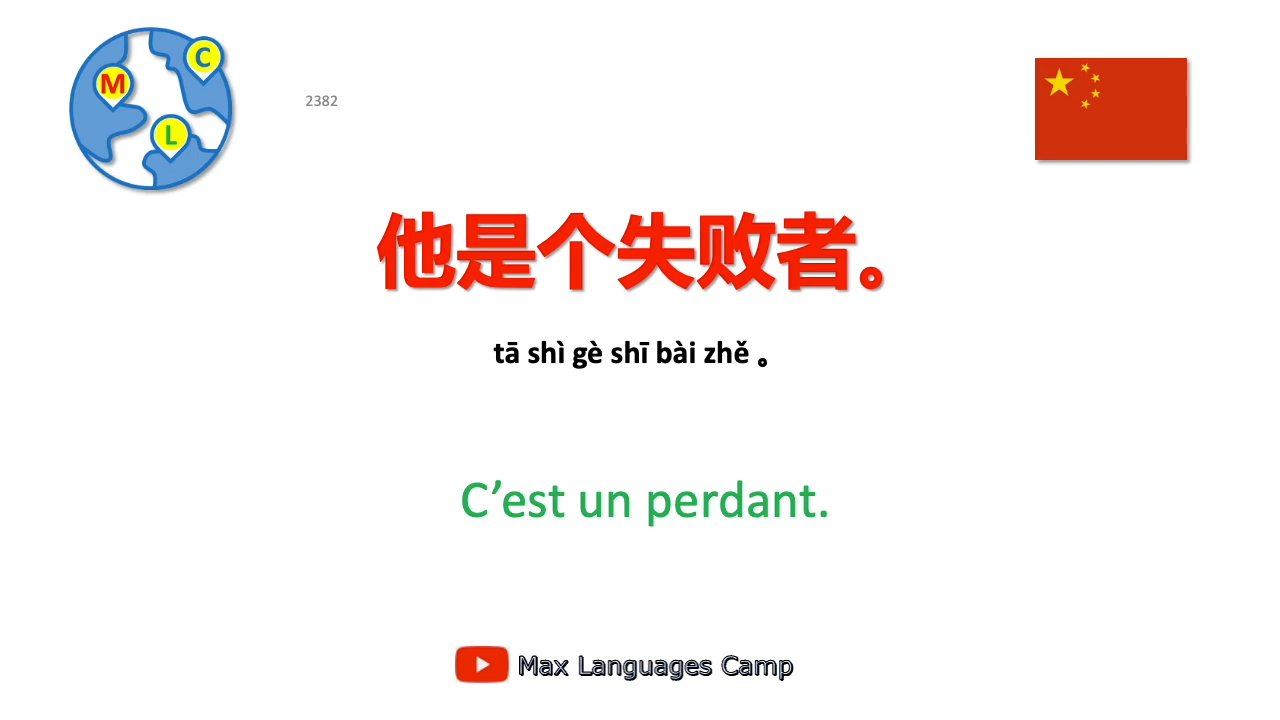 M
C
L
2382
他是个失败者。
tā shì gè shī bài zhě 。
C’est un perdant.
Max Languages Camp